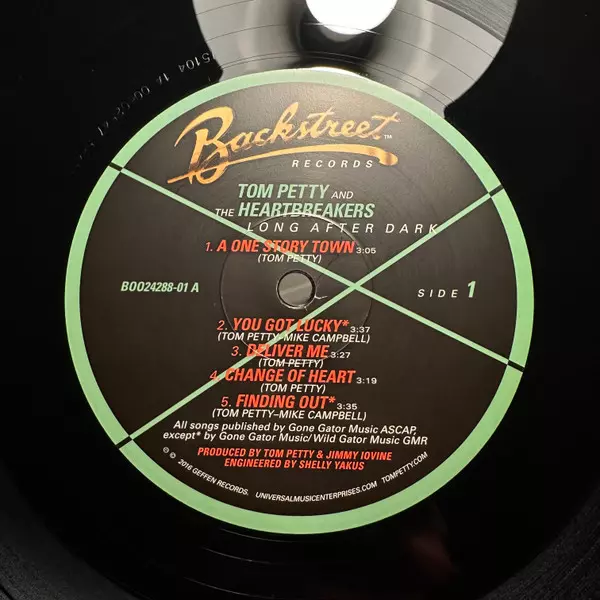 Backstreet™
RECORDS
TOM PETTY AND
THE HEARTBREAKERS
LONG AFTER DARK
1. A ONE STORY TOWN 3:05
(TOM PETTY)
B0024288-01 A
SIDE 1
2. YOU GOT LUCKY* 3:37
(TOM PETTY–MIKE CAMPBELL)
3. DELIVER ME 3:27
(TOM PETTY)
4. CHANGE OF HEART 3:19
(TOM PETTY)
5. FINDING OUT* 3:35
(TOM PETTY–MIKE CAMPBELL)
All songs published by Gone Gator Music ASCAP,
except* by Gone Gator Music/ Wild Gator Music GMR
PRODUCED BY TOM PETTY & JIMMY IOVINE
ENGINEERED BY SHELLY YAKUS
℗ © 2016 GEFFEN RECORDS. UNIVERSALMUSICENTERPRISES.COM TOMPETTY.COM